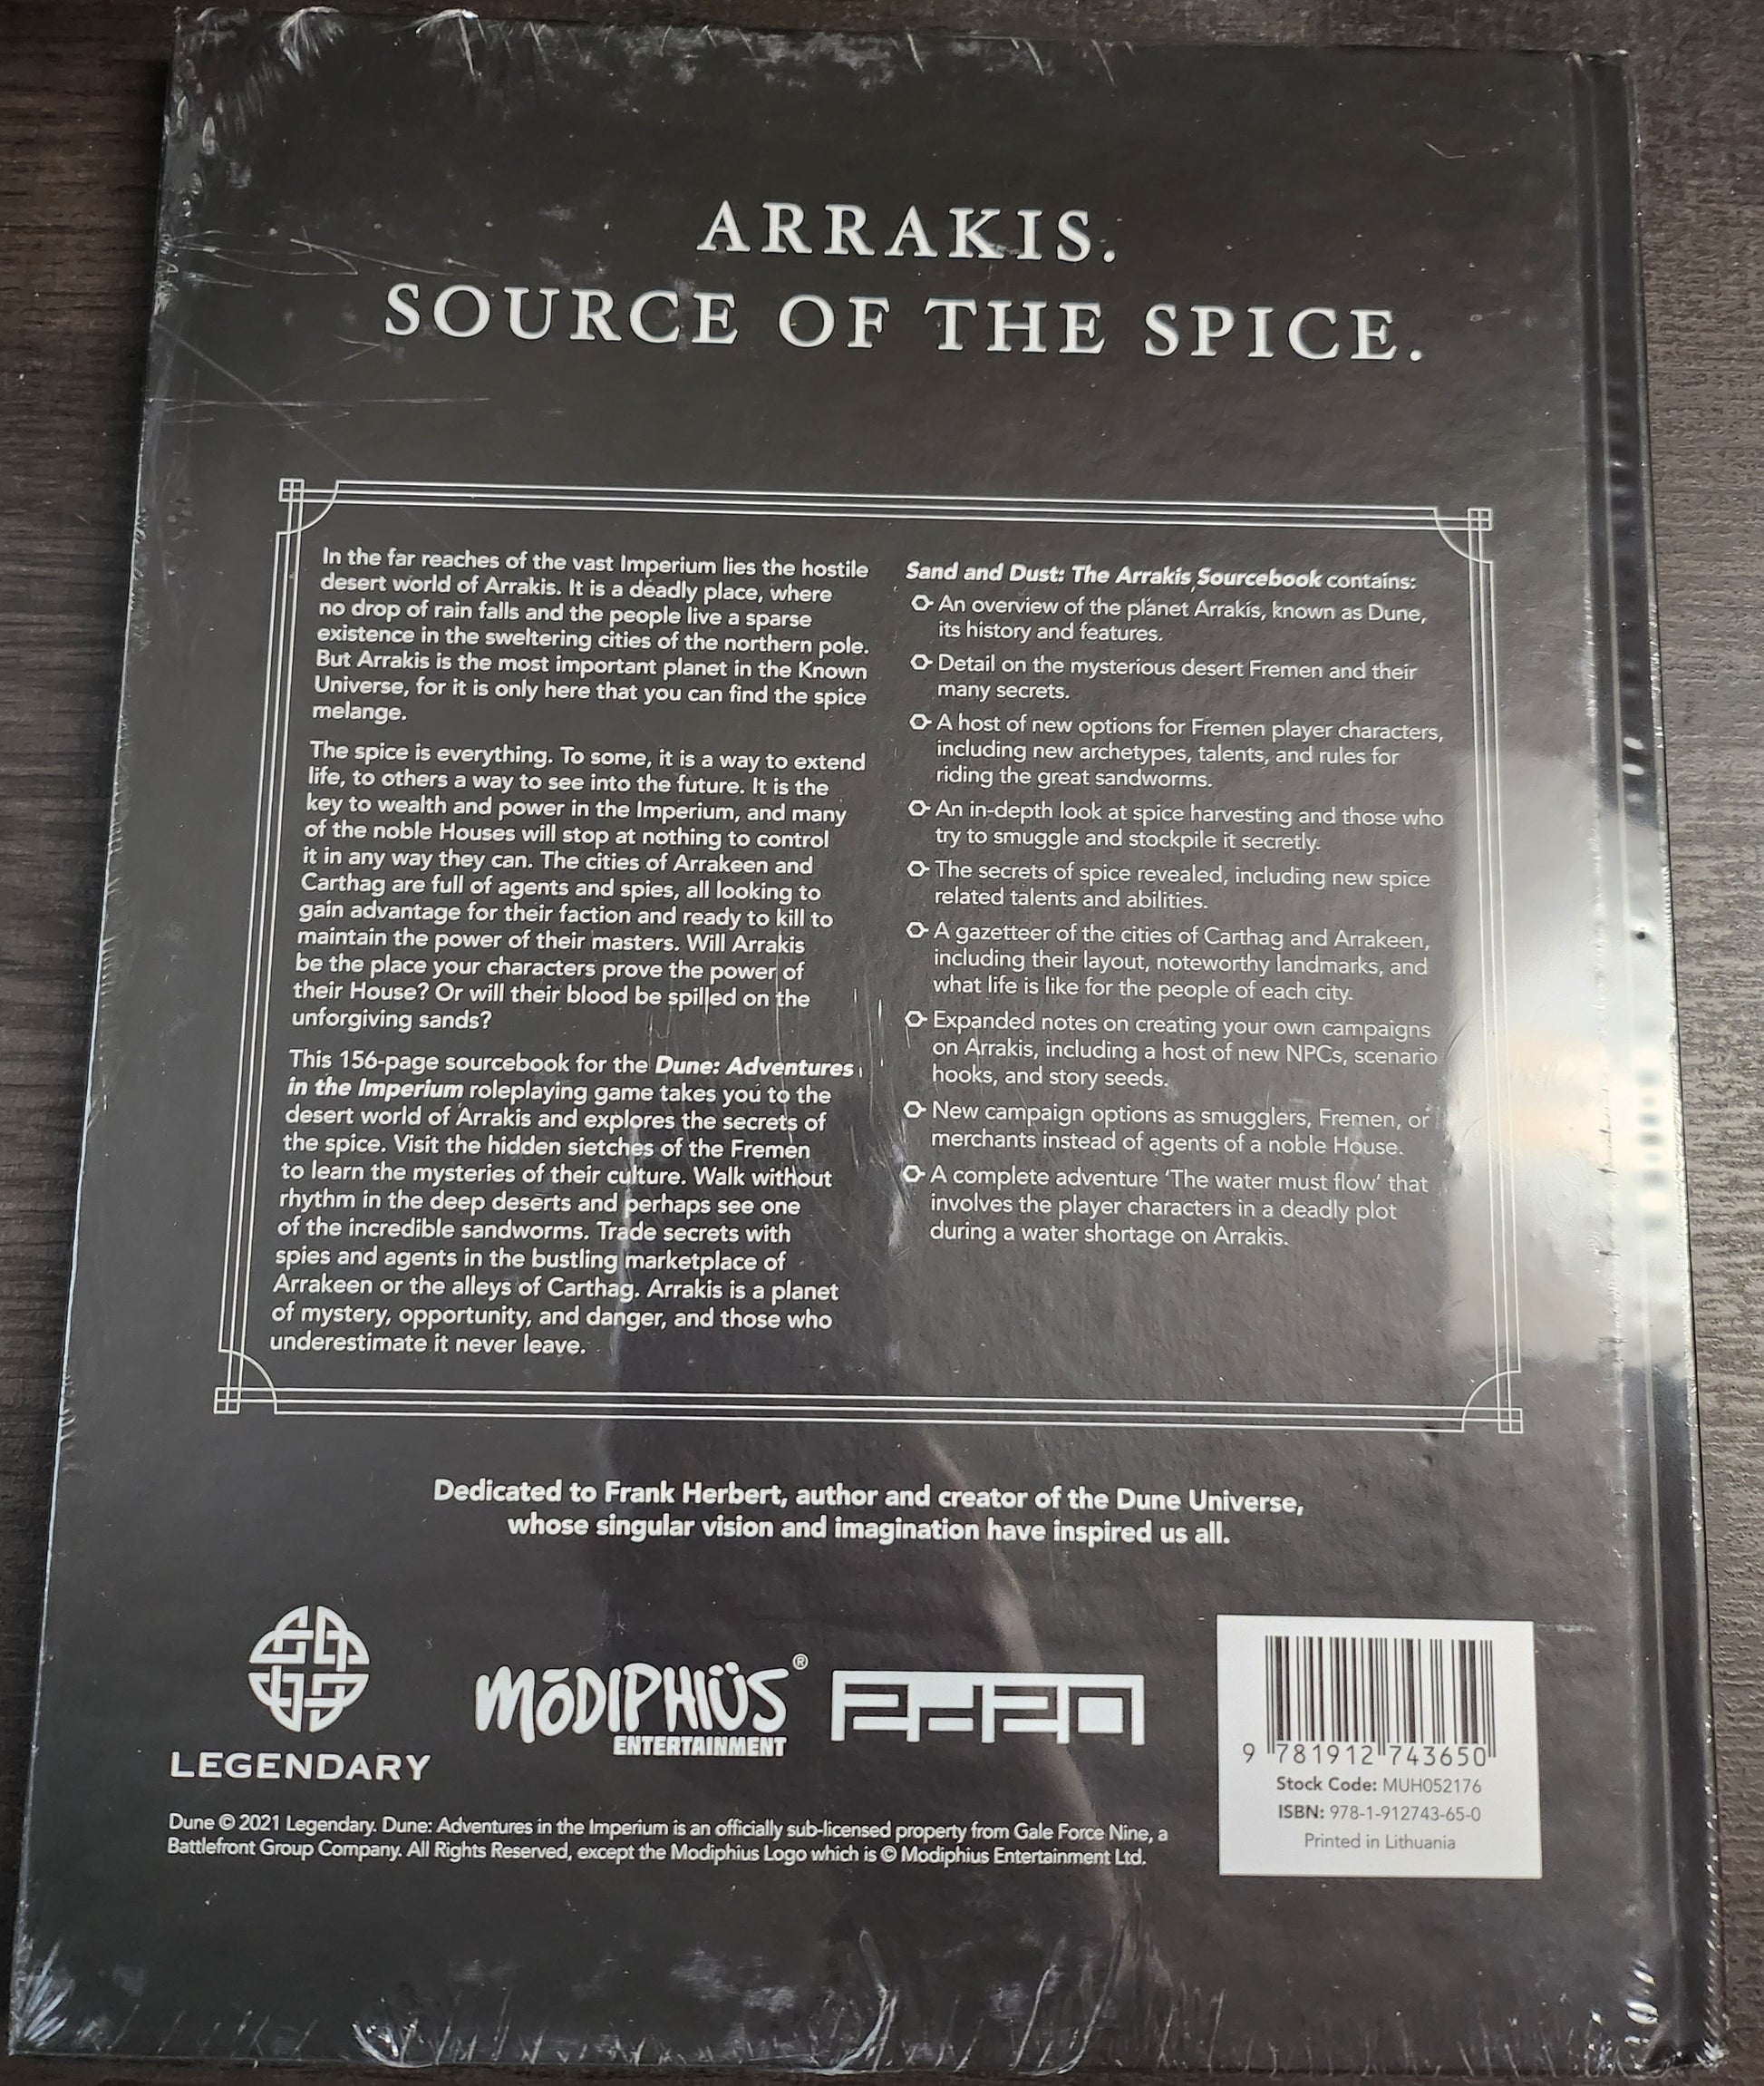 ARRAKIS.
SOURCE OF THE SPICE.
In the far reaches of the vast Imperium lies the hostile
desert world of Arrakis. It is a deadly place, where
no drop of rain falls and the people live a sparse
existence in the sweltering cities of the northern pole.
But Arrakis is the most important planet in the Known
Universe, for it is only here that you can find the spice
melange.
The spice is everything. To some, it is a way to extend
life, to others a way to see into the future. It is the
key to wealth and power in the Imperium, and many
of the noble Houses will stop at nothing to control
it in any way they can. The cities of Arrakeen and
Carthag are full of agents and spies, all looking to
gain advantage for their faction and ready to kill to
maintain the power of their masters. Will Arrakis
be the place your characters prove the power of
their House? Or will their blood be spilled on the
unforgiving sands?
This 156-page sourcebook for the Dune: Adventures
in the Imperium roleplaying game takes you to the
desert world of Arrakis and explores the secrets of
the spice. Visit the hidden sietches of the Fremen
to learn the mysteries of their culture. Walk without
rhythm in the deep deserts and perhaps see one
of the incredible sandworms. Trade secrets with
spies and agents in the bustling marketplace of
Arrakeen or the alleys of Carthag. Arrakis is a planet
of mystery, opportunity, and danger, and those who
underestimate it never leave.
Sand and Dust: The Arrakis Sourcebook contains:
An overview of the planet Arrakis, known as Dune,
its history and features.
Detail on the mysterious desert Fremen and their
many secrets.
A host of new options for Fremen player characters,
including new archetypes, talents, and rules for
riding the great sandworms.
An in-depth look at spice harvesting and those who
try to smuggle and stockpile it secretly.
The secrets of spice revealed, including new spice
related talents and abilities.
A gazetteer of the cities of Carthag and Arrakeen,
including their layout, noteworthy landmarks, and
what life is like for the people of each city.
Expanded notes on creating your own campaigns
on Arrakis, including a host of new NPCs, scenario
hooks, and story seeds.
New campaign options as smugglers, Fremen, or
merchants instead of agents of a noble House.
A complete adventure ‘The water must flow’ that
involves the player characters in a deadly plot
during a water shortage on Arrakis.
Dedicated to Frank Herbert, author and creator of the Dune Universe,
whose singular vision and imagination have inspired us all.
LEGENDARY
MōDIPHIÜS®
ENTERTAINMENT
9 781912 743650
Stock Code: MUH052176
ISBN: 978-1-912743-65-0
Printed in Lithuania
Dune © 2021 Legendary. Dune: Adventures in the Imperium is an officially sub-licensed property from Gale Force Nine, a
Battlefront Group Company. All Rights Reserved, except the Modiphius Logo which is © Modiphius Entertainment Ltd.